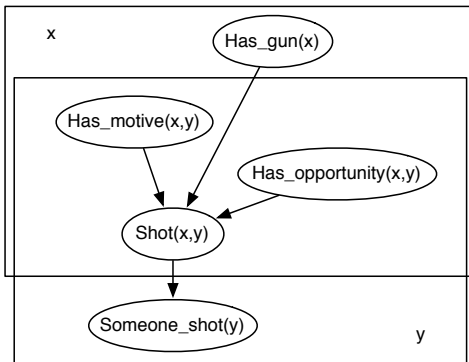 x
Has_gun(x)
Has_motive(x,y)
Has_opportunity(x,y)
Shot(x,y)
Someone_shot(y)
y